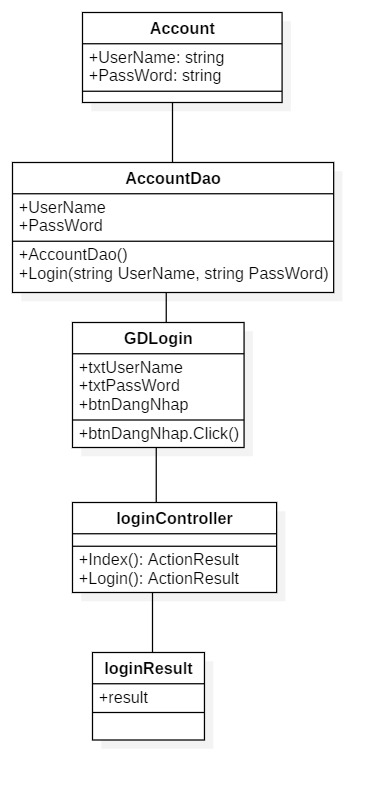 Account
+UserName: string
+PassWord: string
AccountDao
+UserName
+PassWord
+AccountDao()
+Login(string UserName, string PassWord)
GDLogin
+txtUserName
+txtPassWord
+btnDangNhap
+btnDangNhap.Click()
loginController
+Index(): ActionResult
+Login(): ActionResult
loginResult
+result